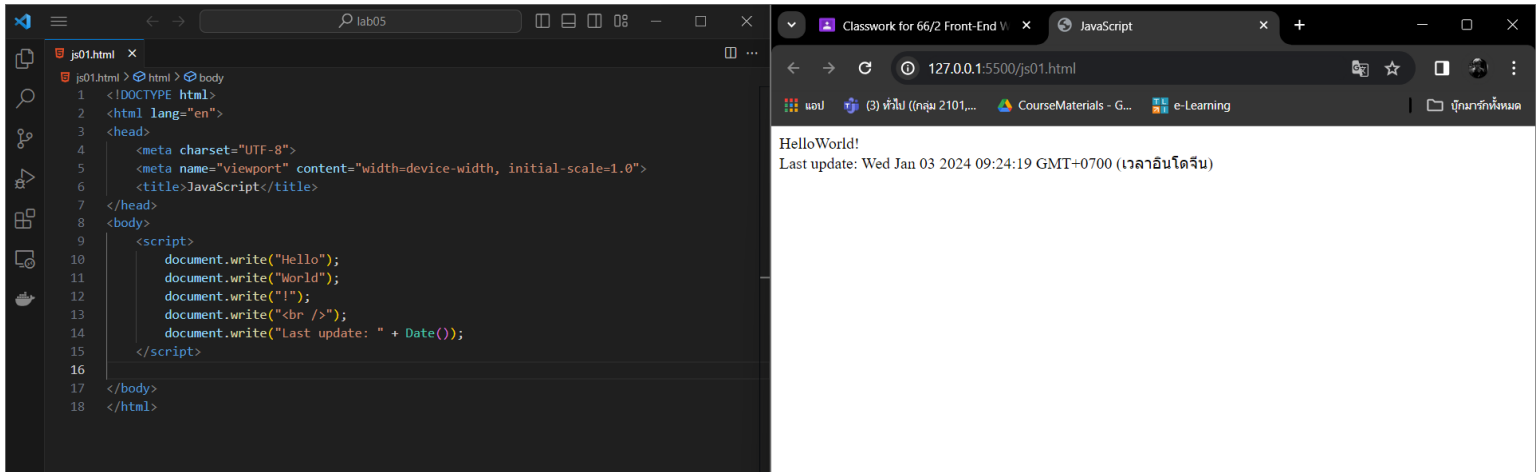 lab05
js01.html
js01.html > html > body
1 <!DOCTYPE html>
2 <html lang="en">
3 <head>
4     <meta charset="UTF-8">
5     <meta name="viewport" content="width=device-width, initial-scale=1.0">
6     <title>JavaScript</title>
7 </head>
8 <body>
9     <script>
10         document.write("Hello");
11         document.write("World");
12         document.write("!");
13         document.write("<br />");
14         document.write("Last update: " + Date());
15     </script>
16
17 </body>
18 </html>
Classwork for 66/2 Front-End W
JavaScript
127.0.0.1:5500/js01.html
แอป
(3) ทั่วไป ((กลุ่ม 2101,...
CourseMaterials - G...
e-Learning
บุ๊กมาร์กทั้งหมด
HelloWorld!
Last update: Wed Jan 03 2024 09:24:19 GMT+0700 (เวลาอินโดจีน)